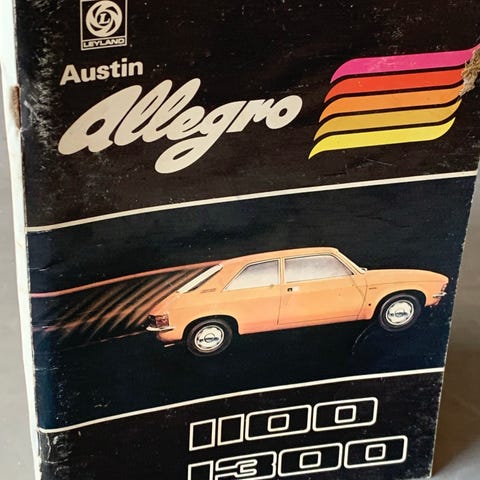 L
LEYLAND
Austin
allegro
1100
1300